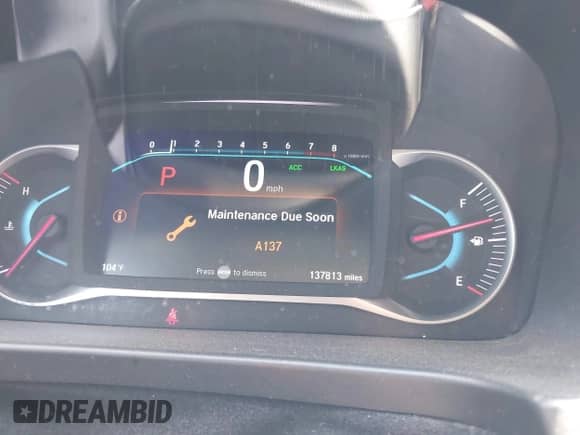 0 1 2 3 4 5 6 7 8
ACC LKAS
P 0 mph
H
F
Maintenance Due Soon
A137
E
104°F
Press to dismiss
137813 miles
DREAMBID